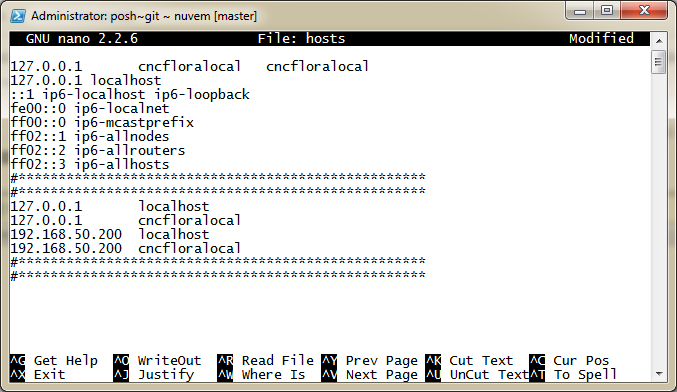 Administrator: posh~git ~ nuvem [master]
GNU nano 2.2.6 File: hosts Modified
127.0.0.1 cncfloralocal cncfloralocal
127.0.0.1 localhost
::1 ip6-localhost ip6-loopback
fe00::0 ip6-localnet
ff00::0 ip6-mcastprefix
ff02::1 ip6-allnodes
ff02::2 ip6-allrouters
ff02::3 ip6-allhosts
#**************************************************
#**************************************************
127.0.0.1 localhost
127.0.0.1 cncfloralocal
192.168.50.200 localhost
192.168.50.200 cncfloralocal
#**************************************************
#**************************************************
^G Get Help ^O WriteOut ^R Read File ^Y Prev Page ^K Cut Text ^C Cur Pos
^X Exit ^J Justify ^W Where Is ^V Next Page ^U UnCut Text ^T To Spell